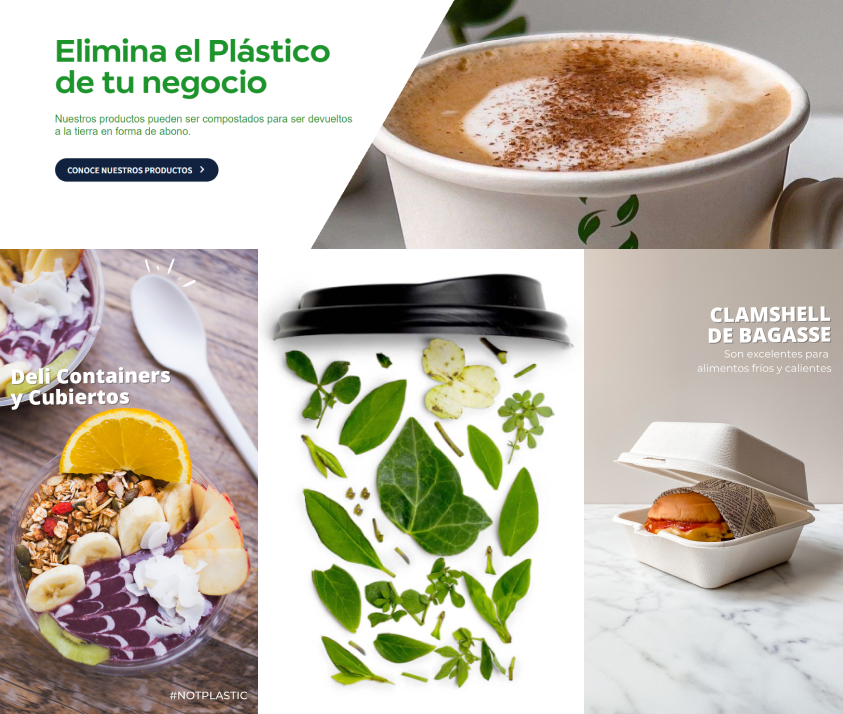 Elimina el Plástico
de tu negocio
Nuestros productos pueden ser compostados para ser devueltos
a la tierra en forma de abono.
CONOCE NUESTROS PRODUCTOS
Deli Containers
y Cubiertos
#NOTPLASTIC
CLAMSHELL
DE BAGASSE
Son excelentes para
alimentos fríos y calientes